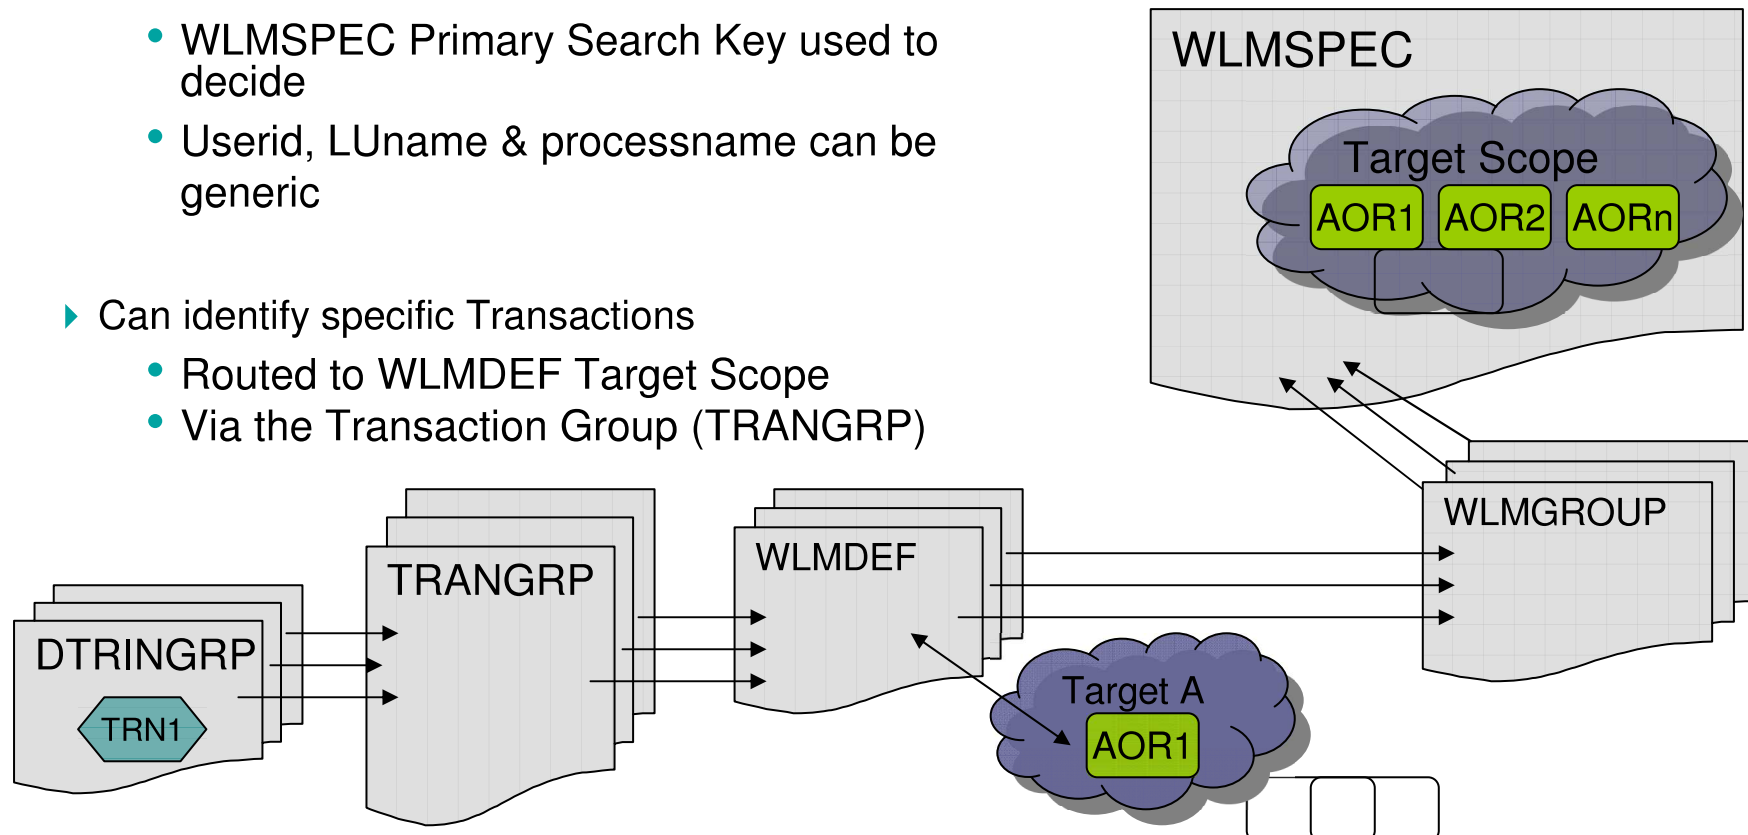 • WLMSPEC Primary Search Key used to
decide
• Userid, LUname & processname can be
generic
Can identify specific Transactions
• Routed to WLMDEF Target Scope
• Via the Transaction Group (TRANGRP)
WLMSPEC
Target Scope
AOR1 AOR2 AORn
WLMGROUP
WLMDEF
TRANGRP
DTRINGRP
TRN1
Target A
AOR1